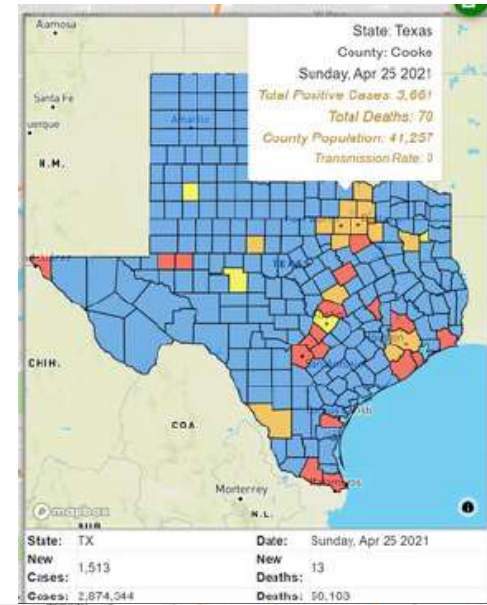 Alamosa
State: Texas
County: Cooke
Sunday, Apr 25 2021
Total Positive Cases: 3,661
Total Deaths: 70
County Population: 41,257
Transmission Rate: 0
Santa Fe
uerque
Amarillo
N.M.
TEXAS
CHIH.
COA.
Monterrey
N.L.
mapbox
State: TX Date: Sunday, Apr 25 2021
New Cases: 1,513 New Deaths: 13
Cases: 2,874,344 Deaths: 50,103